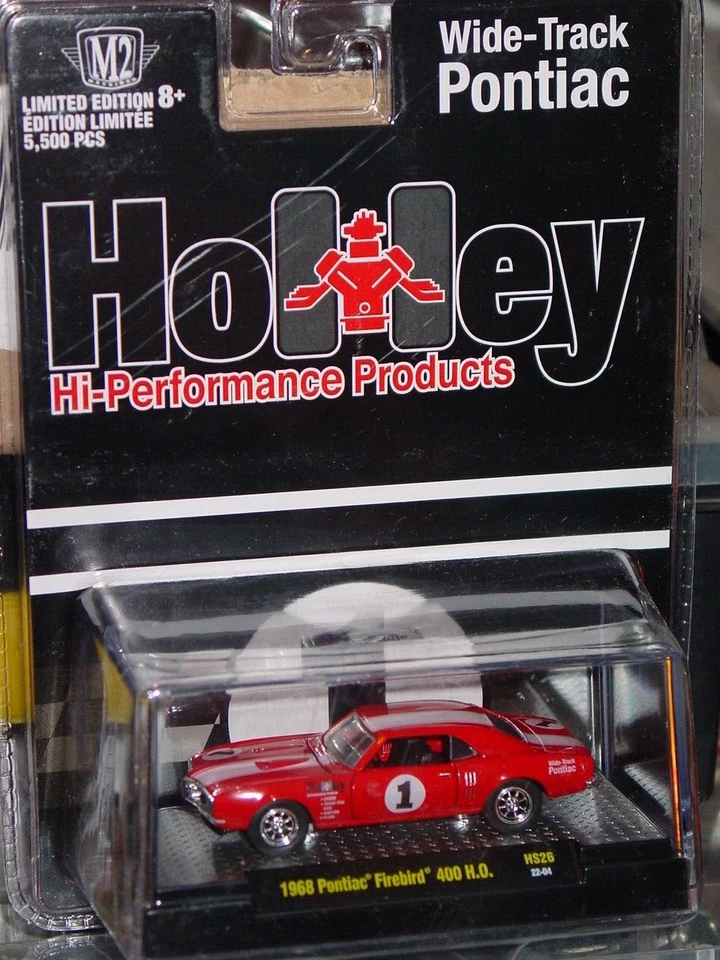 M2
LIMITED EDITION 8+
ÉDITION LIMITÉE
5,500 PCS
Wide-Track
Pontiac
Holley
Hi-Performance Products
1
Wide-Track
Pontiac
1968 Pontiac® Firebird® 400 H.O.
HS26
22-04